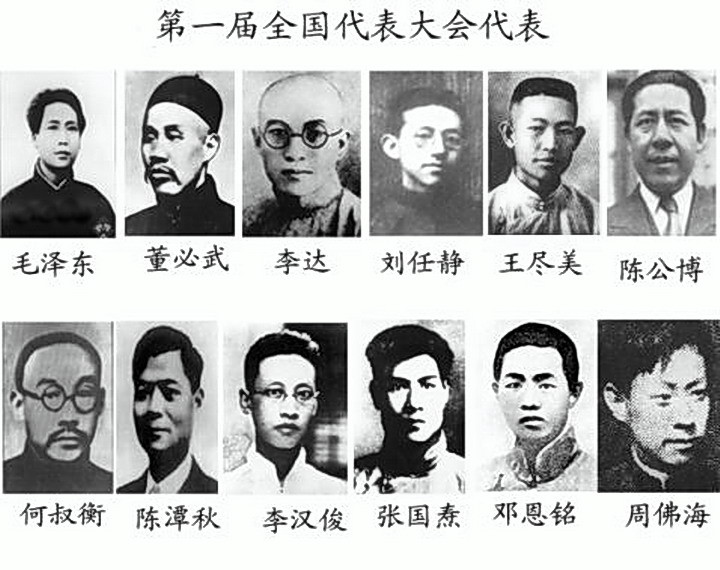 第一届全国代表大会代表
毛泽东 董必武 李达 刘仁静 王尽美 陈公博
何叔衡 陈潭秋 李汉俊 张国焘 邓恩铭 周佛海